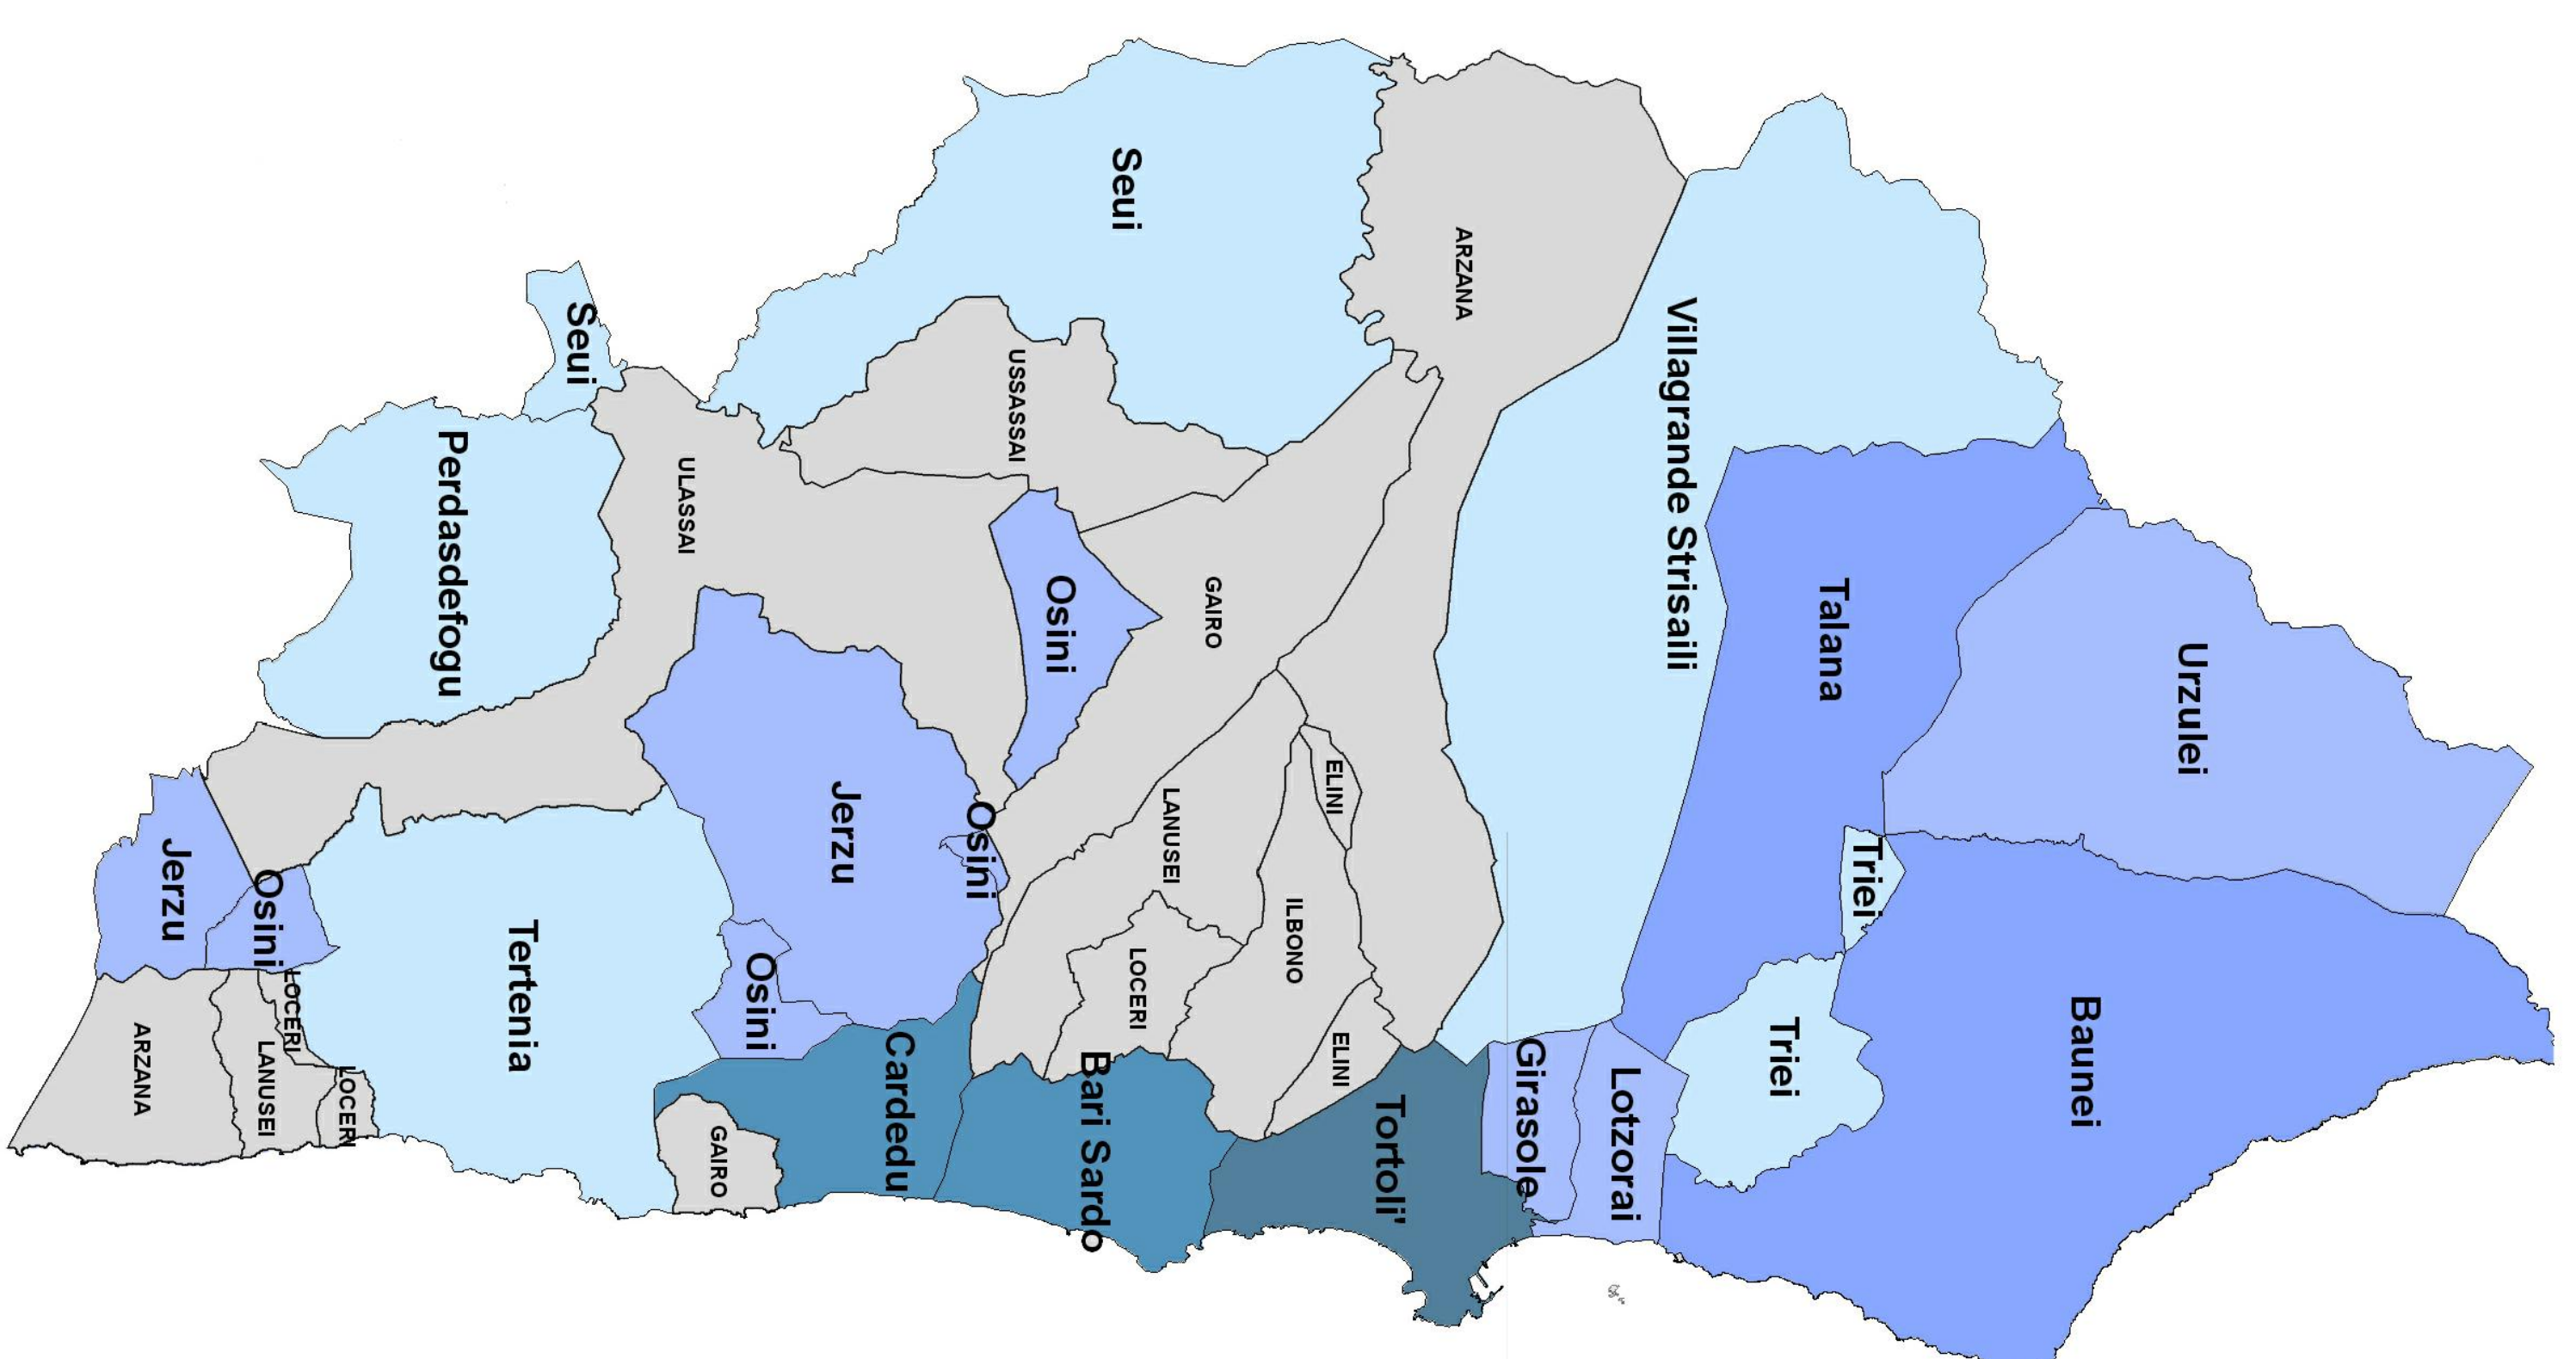 Urzulei
Baunei
Talana
Triei
Triei
Villagrande Strisaili
Lotzorai
Girasole
ARZANA
Tortoli'
ELINI
ELINI
ILBONO
GAIRO
LANUSEI
LOCERI
Bari Sardo
Seui
USSASSAI
Osini
Osini
Cardedu
Jerzu
Osini
GAIRO
ULASSAI
Seui
Tertenia
Perdasdefogu
LOCERI
LOCERI
Osini
LANUSEI
Jerzu
ARZANA